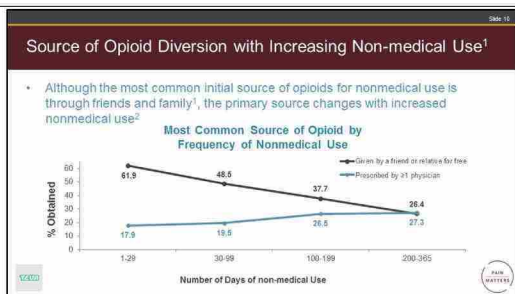 Slide 16
Source of Opioid Diversion with Increasing Non-medical Use1
• Although the most common initial source of opioids for nonmedical use is
through friends and family1, the primary source changes with increased
nonmedical use2
Most Common Source of Opioid by
Frequency of Nonmedical Use
Given by a friend or relative for free
Prescribed by ≥1 physician
% Obtained
60
50
40
30
20
10
0
61.9
48.5
37.7
26.4
17.9
19.5
26.5
27.3
1-29
30-99
100-199
200-365
Number of Days of non-medical Use
PAIN
MATTERS